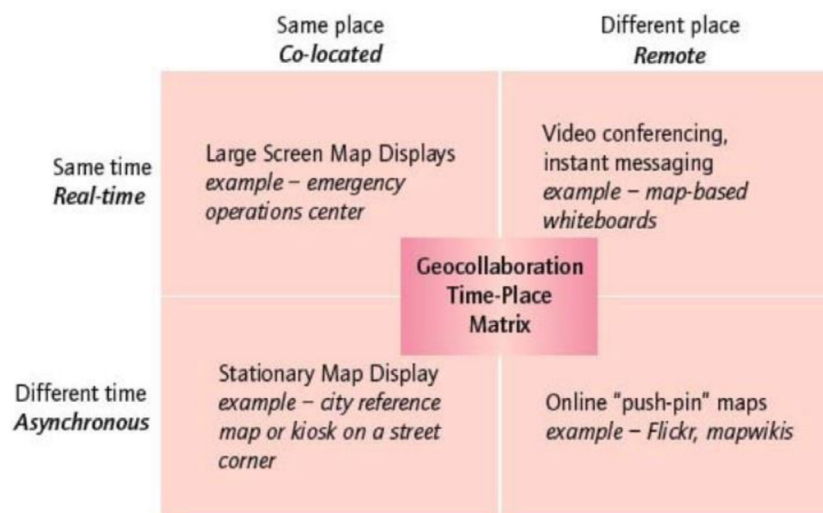 Same place
Co-located
Different place
Remote
Same time
Real-time
Large Screen Map Displays
example – emergency
operations center
Video conferencing,
instant messaging
example – map-based
whiteboards
Geocollaboration
Time-Place
Matrix
Different time
Asynchronous
Stationary Map Display
example – city reference
map or kiosk on a street
corner
Online "push-pin" maps
example – Flickr, mapwikis